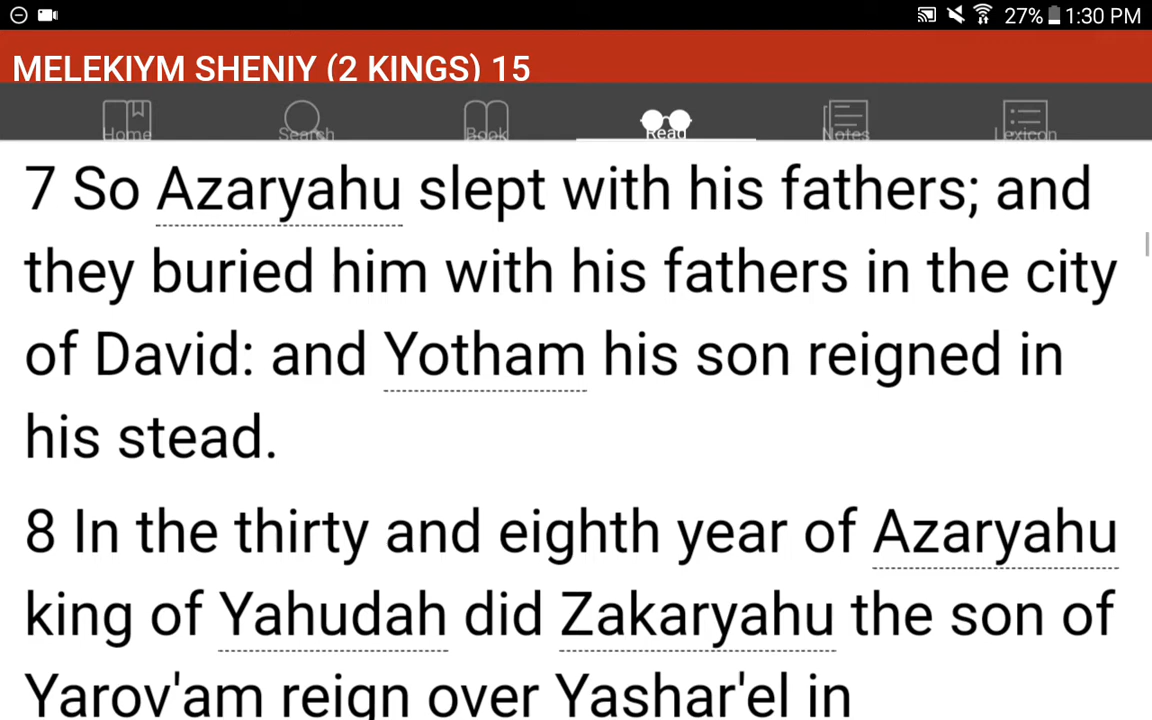 27% 1:30 PM
MELEKIYM SHENIY (2 KINGS) 15
Home Search Book Read Notes Lexicon
7 So Azaryahu slept with his fathers; and
they buried him with his fathers in the city
of David: and Yotham his son reigned in
his stead.
8 In the thirty and eighth year of Azaryahu
king of Yahudah did Zakaryahu the son of
Yarov'am reign over Yashar'el in